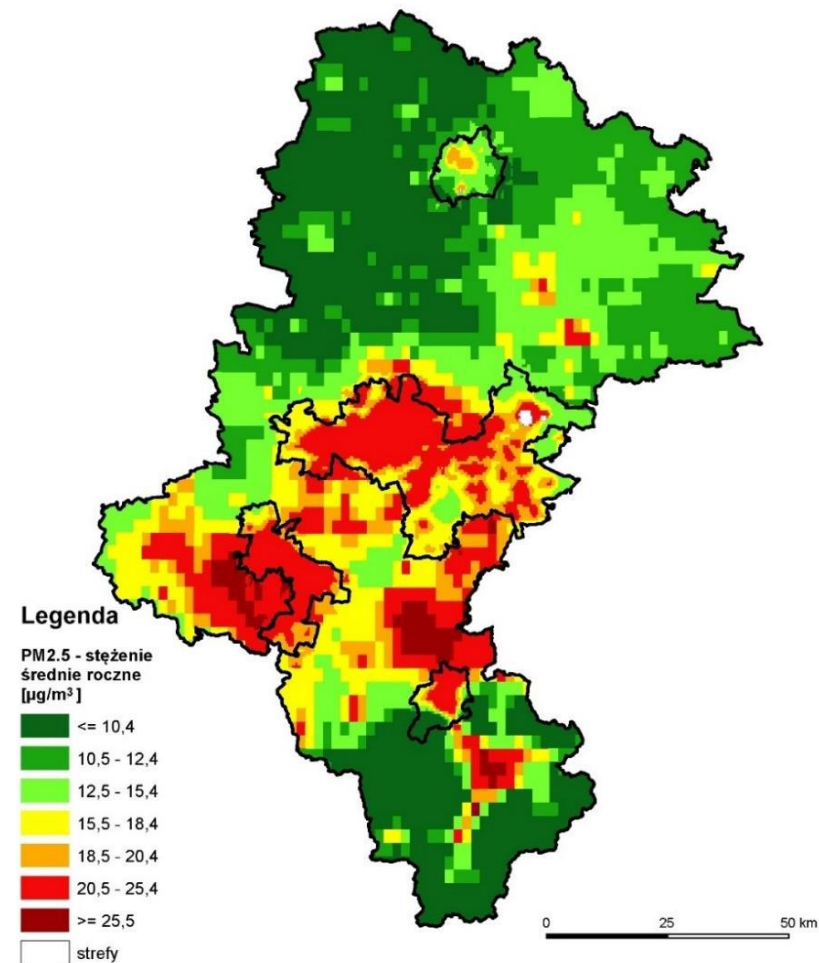 Legenda
PM2.5 - stężenie
średnie roczne
[µg/m³]
<= 10,4
10,5 - 12,4
12,5 - 15,4
15,5 - 18,4
18,5 - 20,4
20,5 - 25,4
>= 25,5
strefy
0 25 50 km